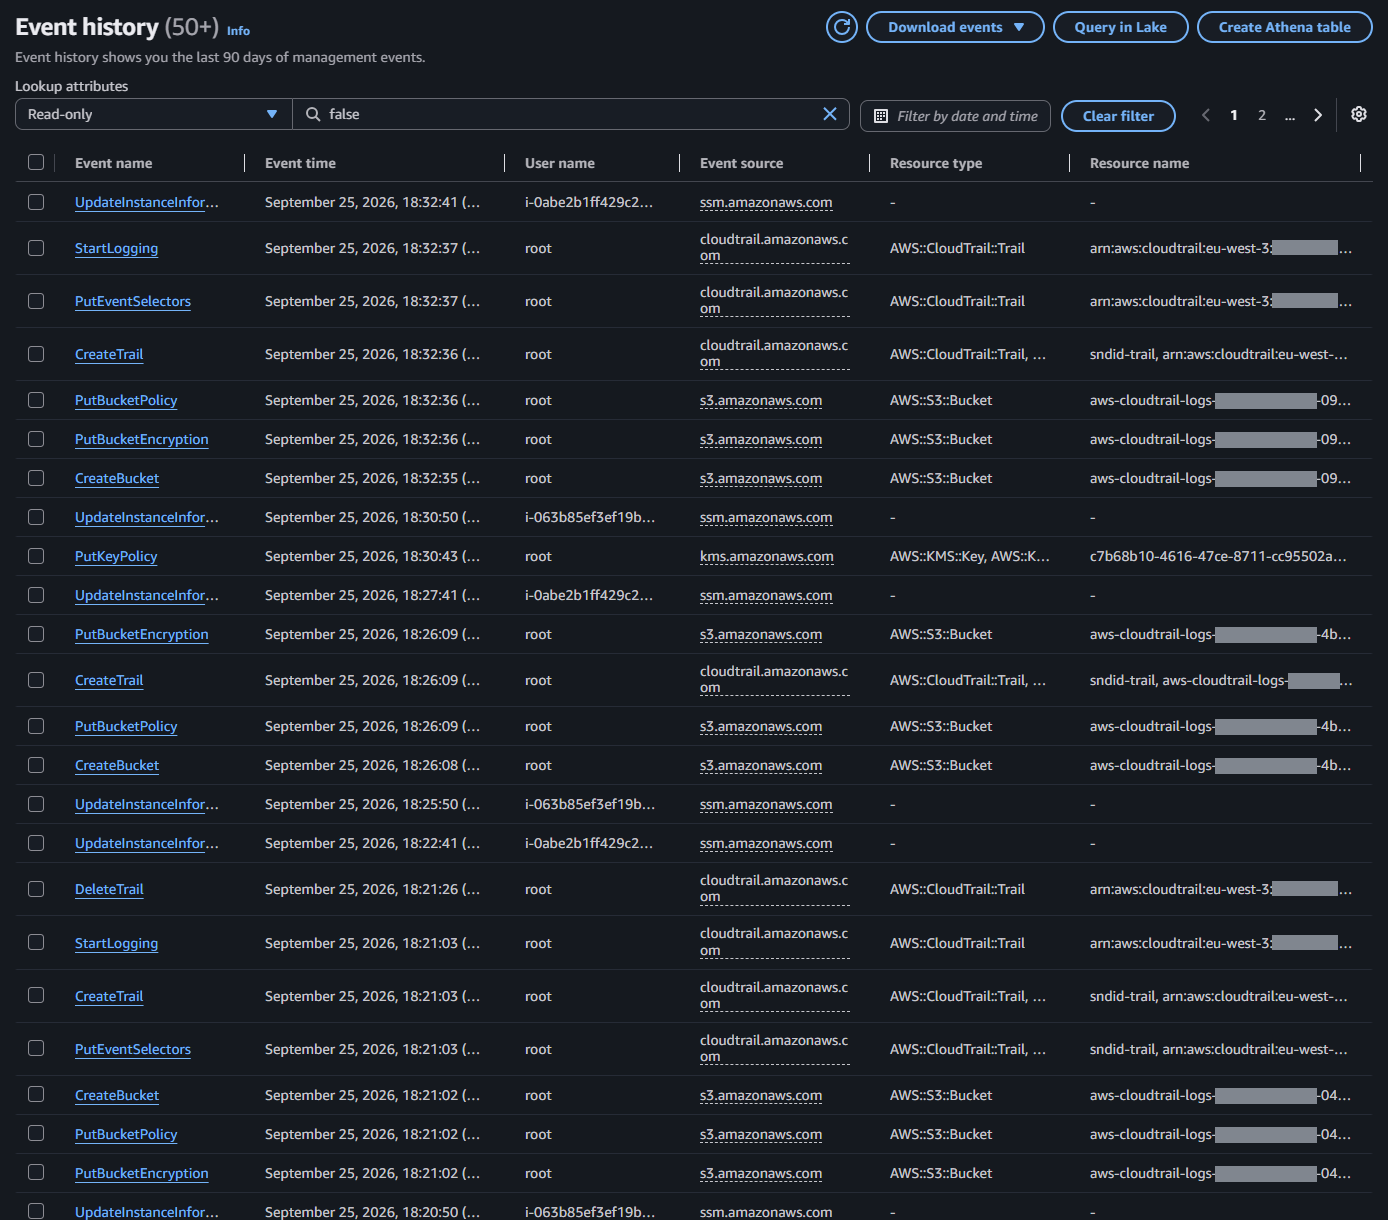 Event history (50+) Info
Download events
Query in Lake
Create Athena table
Event history shows you the last 90 days of management events.
Lookup attributes
Read-only
false
Filter by date and time
Clear filter
1 2 ...
Event name Event time User name Event source Resource type Resource name
UpdateInstanceInfor... September 25, 2026, 18:32:41 (... i-0abe2b1ff429c2... ssm.amazonaws.com - -
StartLogging September 25, 2026, 18:32:37 (... root cloudtrail.amazonaws.c
om AWS::CloudTrail::Trail arn:aws:cloudtrail:eu-west-3: ...
PutEventSelectors September 25, 2026, 18:32:37 (... root cloudtrail.amazonaws.c
om AWS::CloudTrail::Trail arn:aws:cloudtrail:eu-west-3: ...
CreateTrail September 25, 2026, 18:32:36 (... root cloudtrail.amazonaws.c
om AWS::CloudTrail::Trail, ... sndid-trail, arn:aws:cloudtrail:eu-west-...
PutBucketPolicy September 25, 2026, 18:32:36 (... root s3.amazonaws.com AWS::S3::Bucket aws-cloudtrail-logs- -09...
PutBucketEncryption September 25, 2026, 18:32:36 (... root s3.amazonaws.com AWS::S3::Bucket aws-cloudtrail-logs- -09...
CreateBucket September 25, 2026, 18:32:35 (... root s3.amazonaws.com AWS::S3::Bucket aws-cloudtrail-logs- -09...
UpdateInstanceInfor... September 25, 2026, 18:30:50 (... i-063b85ef3ef19b... ssm.amazonaws.com - -
PutKeyPolicy September 25, 2026, 18:30:43 (... root kms.amazonaws.com AWS::KMS::Key, AWS::K... c7b68b10-4616-47ce-8711-cc95502a...
UpdateInstanceInfor... September 25, 2026, 18:27:41 (... i-0abe2b1ff429c2... ssm.amazonaws.com - -
PutBucketEncryption September 25, 2026, 18:26:09 (... root s3.amazonaws.com AWS::S3::Bucket aws-cloudtrail-logs- -4b...
CreateTrail September 25, 2026, 18:26:09 (... root cloudtrail.amazonaws.c
om AWS::CloudTrail::Trail, ... sndid-trail, aws-cloudtrail-logs- ...
PutBucketPolicy September 25, 2026, 18:26:09 (... root s3.amazonaws.com AWS::S3::Bucket aws-cloudtrail-logs- -4b...
CreateBucket September 25, 2026, 18:26:08 (... root s3.amazonaws.com AWS::S3::Bucket aws-cloudtrail-logs- -4b...
UpdateInstanceInfor... September 25, 2026, 18:25:50 (... i-063b85ef3ef19b... ssm.amazonaws.com - -
UpdateInstanceInfor... September 25, 2026, 18:22:41 (... i-0abe2b1ff429c2... ssm.amazonaws.com - -
DeleteTrail September 25, 2026, 18:21:26 (... root cloudtrail.amazonaws.c
om AWS::CloudTrail::Trail arn:aws:cloudtrail:eu-west-3: ...
StartLogging September 25, 2026, 18:21:03 (... root cloudtrail.amazonaws.c
om AWS::CloudTrail::Trail arn:aws:cloudtrail:eu-west-3: ...
CreateTrail September 25, 2026, 18:21:03 (... root cloudtrail.amazonaws.c
om AWS::CloudTrail::Trail, ... sndid-trail, arn:aws:cloudtrail:eu-west-...
PutEventSelectors September 25, 2026, 18:21:03 (... root cloudtrail.amazonaws.c
om AWS::CloudTrail::Trail, ... sndid-trail, arn:aws:cloudtrail:eu-west-...
CreateBucket September 25, 2026, 18:21:02 (... root s3.amazonaws.com AWS::S3::Bucket aws-cloudtrail-logs- -04...
PutBucketPolicy September 25, 2026, 18:21:02 (... root s3.amazonaws.com AWS::S3::Bucket aws-cloudtrail-logs- -04...
PutBucketEncryption September 25, 2026, 18:21:02 (... root s3.amazonaws.com AWS::S3::Bucket aws-cloudtrail-logs- -04...
UpdateInstanceInfor... September 25, 2026, 18:20:50 (... i-063b85ef3ef19b... ssm.amazonaws.com - -